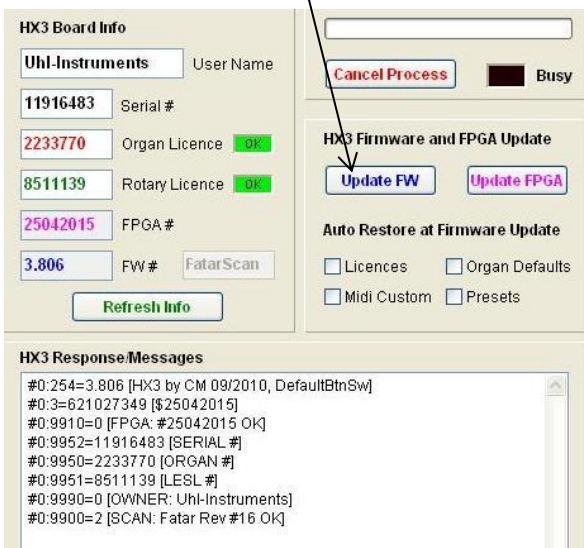 HX3 Board Info
Uhl-Instruments User Name
11916483 Serial #
2233770 Organ Licence OK
8511139 Rotary Licence OK
25042015 FPGA #
3.806 FW # FatarScan
Refresh Info
Cancel Process Busy
HX3 Firmware and FPGA Update
Update FW Update FPGA
Auto Restore at Firmware Update
Licences Organ Defaults
Midi Custom Presets
HX3 Response/Messages
#0:254=3.806 [HX3 by CM 09/2010, DefaultBtnSw]
#0:3=621027349 [$25042015]
#0:9910=0 [FPGA: #25042015 OK]
#0:9952=11916483 [SERIAL #]
#0:9950=2233770 [ORGAN #]
#0:9951=8511139 [LESL #]
#0:9990=0 [OWNER: Uhl-Instruments]
#0:9900=2 [SCAN: Fatar Rev #16 OK]